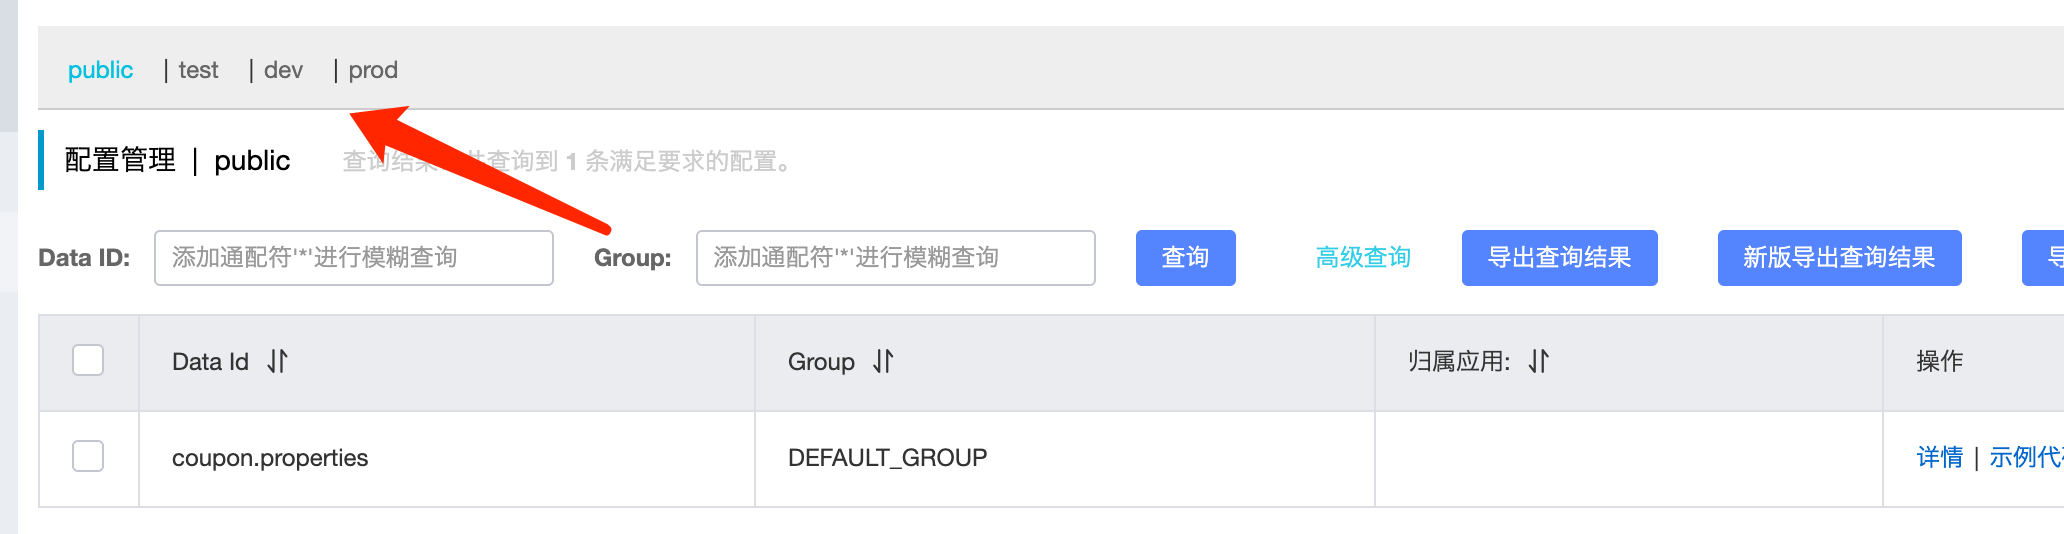 public | test | dev | prod
配置管理 | public 查询结 查询到 1 条满足要求的配置。
Data ID: 添加通配符'*'进行模糊查询 Group: 添加通配符'*'进行模糊查询 查询 高级查询 导出查询结果 新版导出查询结果
Data Id Group 归属应用: 操作
coupon.properties DEFAULT_GROUP 详情 | 示例代